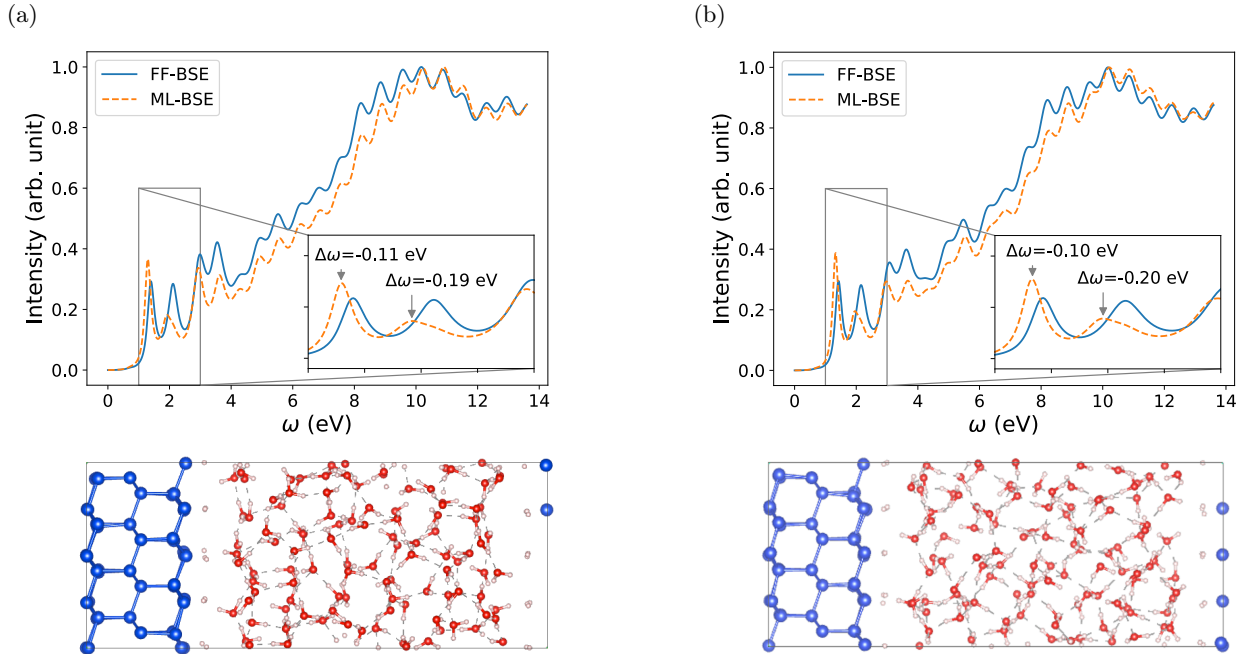 (a)
FF-BSE
ML-BSE
Intensity (arb. unit)
1.0
0.8
0.6
0.4
0.2
0.0
Δω=-0.11 eV
Δω=-0.19 eV
0 2 4 6 8 10 12 14
ω (eV)
(b)
FF-BSE
ML-BSE
Intensity (arb. unit)
1.0
0.8
0.6
0.4
0.2
0.0
Δω=-0.10 eV
Δω=-0.20 eV
0 2 4 6 8 10 12 14
ω (eV)